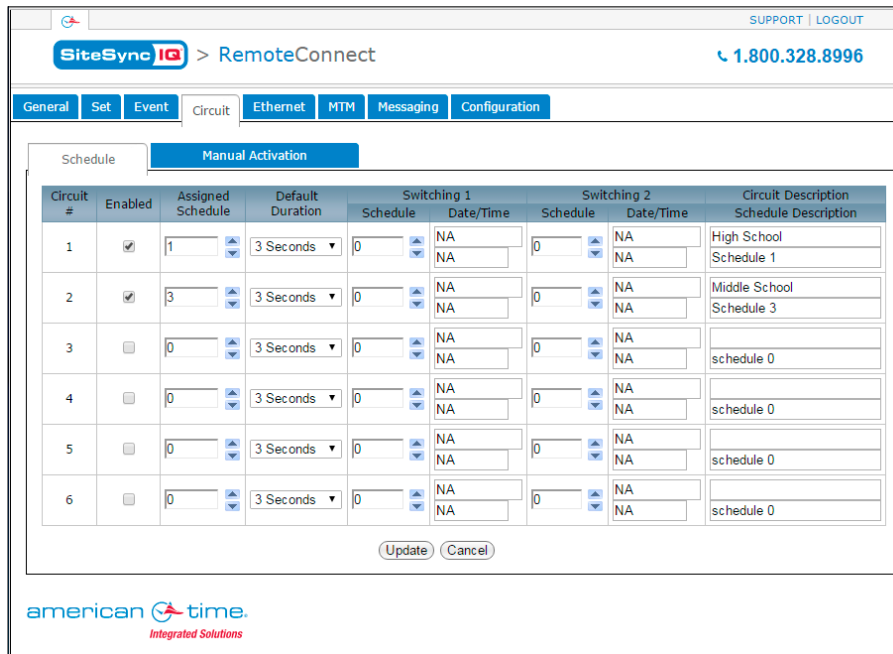 SUPPORT | LOGOUT
SiteSync IQ > RemoteConnect
1.800.328.8996
General Set Event Circuit Ethernet MTM Messaging Configuration
Schedule Manual Activation
Circuit # Enabled Assigned Schedule Default Duration Switching 1 Switching 2 Circuit Description
Schedule Date/Time Schedule Date/Time Schedule Description
1 1 3 Seconds 0 NA 0 NA High School
NA NA Schedule 1
2 3 3 Seconds 0 NA 0 NA Middle School
NA NA Schedule 3
3 0 3 Seconds 0 NA 0 NA
NA NA schedule 0
4 0 3 Seconds 0 NA 0 NA
NA NA schedule 0
5 0 3 Seconds 0 NA 0 NA
NA NA schedule 0
6 0 3 Seconds 0 NA 0 NA
NA NA schedule 0
Update Cancel
american time.
Integrated Solutions